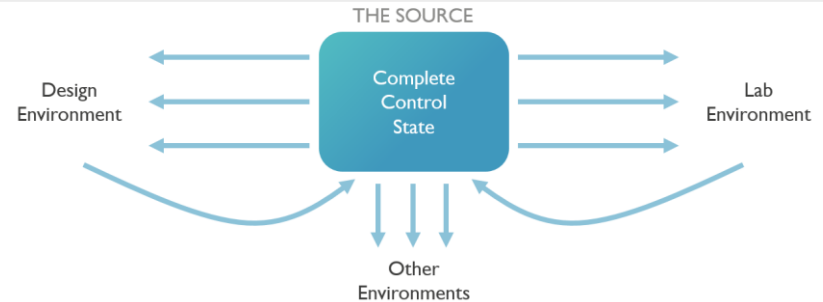 THE SOURCE
Complete
Control
State
Design
Environment
Lab
Environment
Other
Environments